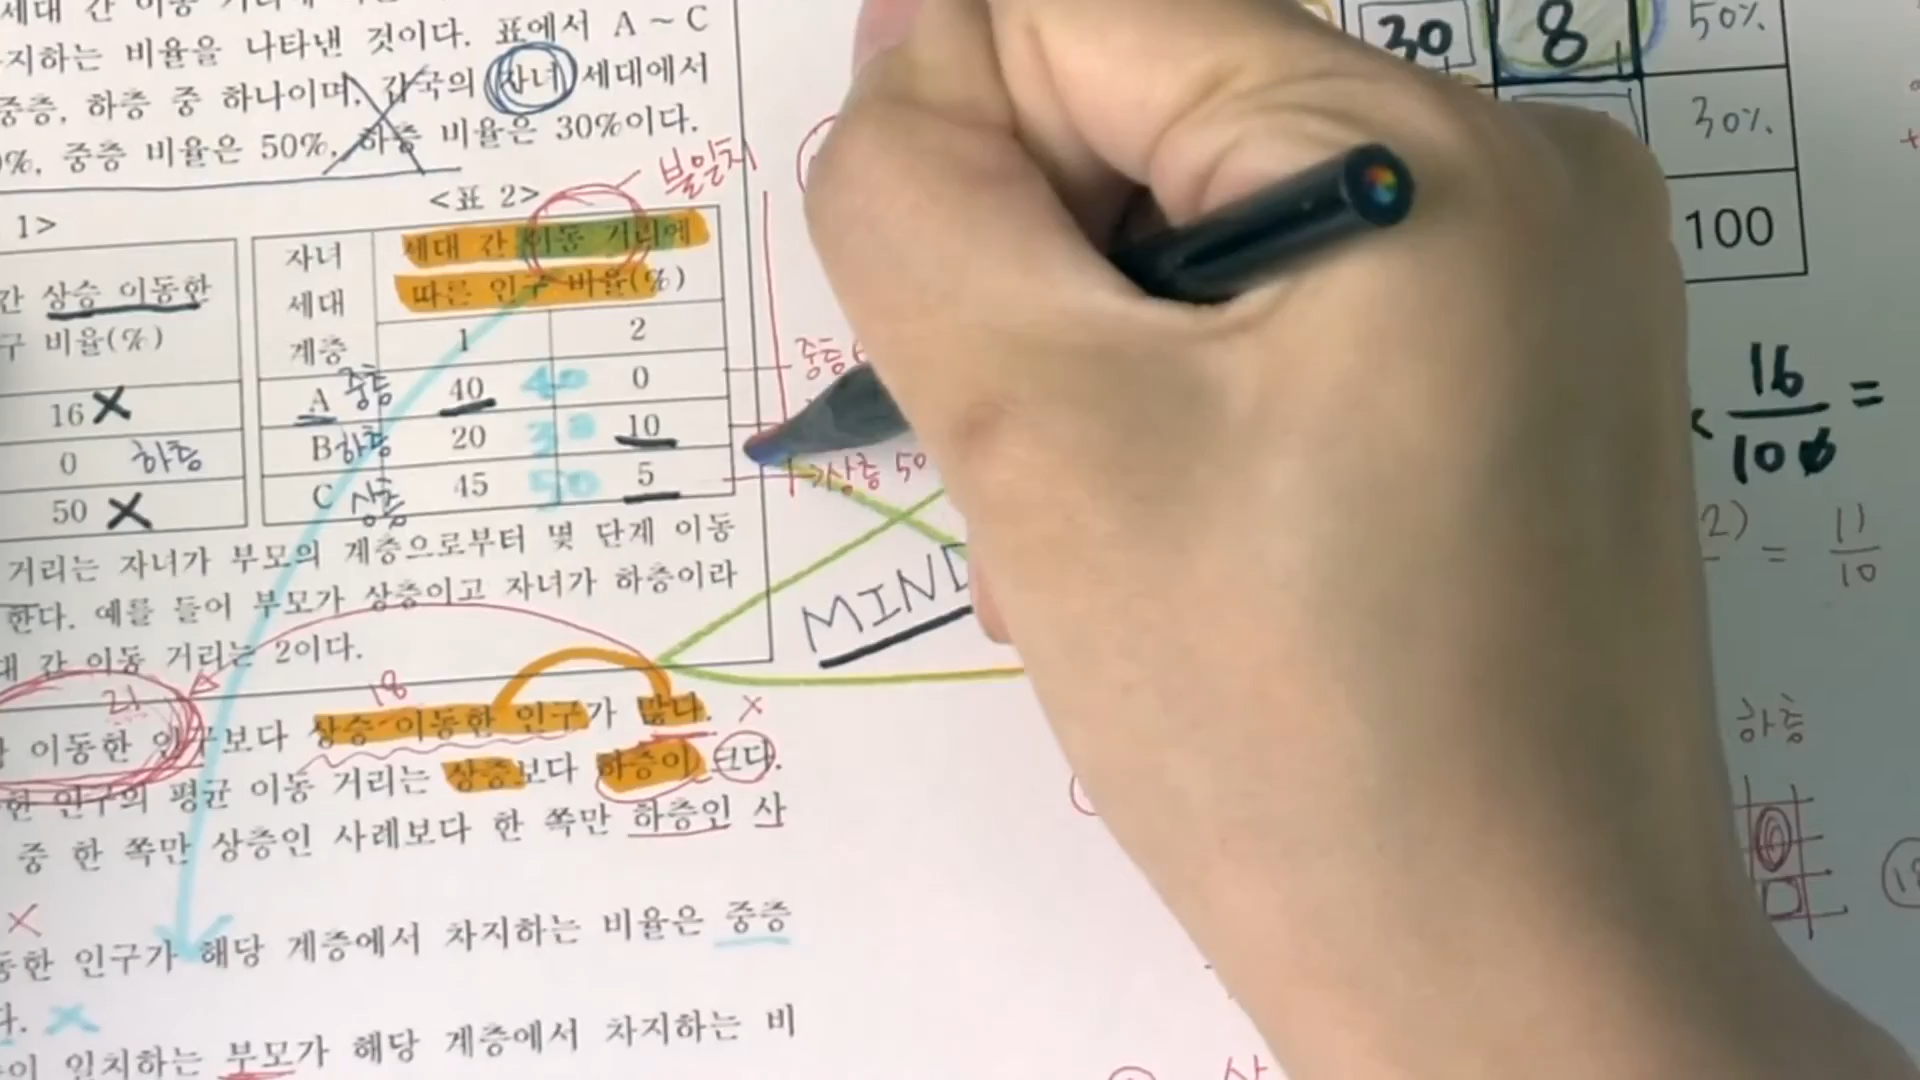 지하는 비율을 나타낸 것이다. 표에서 A ~ C
중층, 하층 중 하나이며, 갑국의 자녀 세대에서
%, 중층 비율은 50%, 하층 비율은 30%이다.
불일치
1>
<표 2>
간 상승 이동한
구 비율(%)
16 X
0 하층
50 X
자녀
세대
계층
세대 간 이동 거리에
따른 인구 비율(%)
1
2
A 중층 40 40 0
B 하층 20 10
C 상층 45 50 5
상층 50
거리는 자녀가 부모의 계층으로부터 몇 단계 이동
한다. 예를 들어 부모가 상층이고 자녀가 하층이라
대 간 이동 거리는 2이다.
MIND
21
18
이동한 인구보다 상승 이동한 인구가 많다. X
한 인구의 평균 이동 거리는 상층보다 하층이 크다.
중 한 쪽만 상층인 사례보다 한 쪽만 하층인 사
X
동한 인구가 해당 계층에서 차지하는 비율은 중층
다. X
이 일치하는 부모가 해당 계층에서 차지하는 비
30 8 50%
30%
100
16
100
=
2)
=
11
10
하층
상